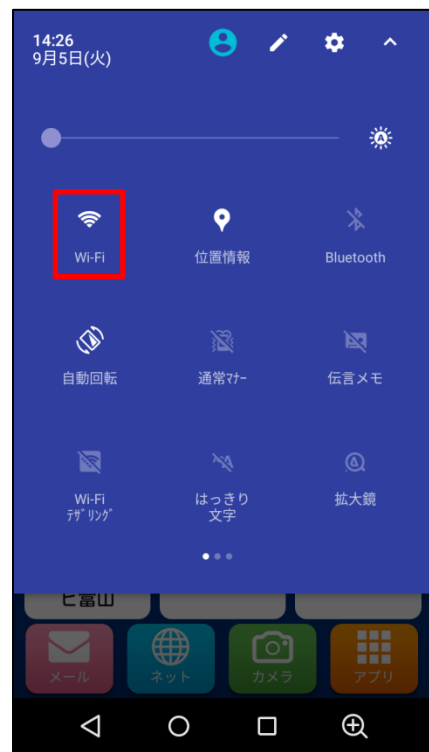 14:26
9月5日(火)
Wi-Fi
位置情報
Bluetooth
自動回転
通常ﾏﾅｰ
伝言メモ
Wi-Fi
ﾃｻﾞﾘﾝｸﾞ
はっきり
文字
拡大鏡
メール
ネット
カメラ
アプリ